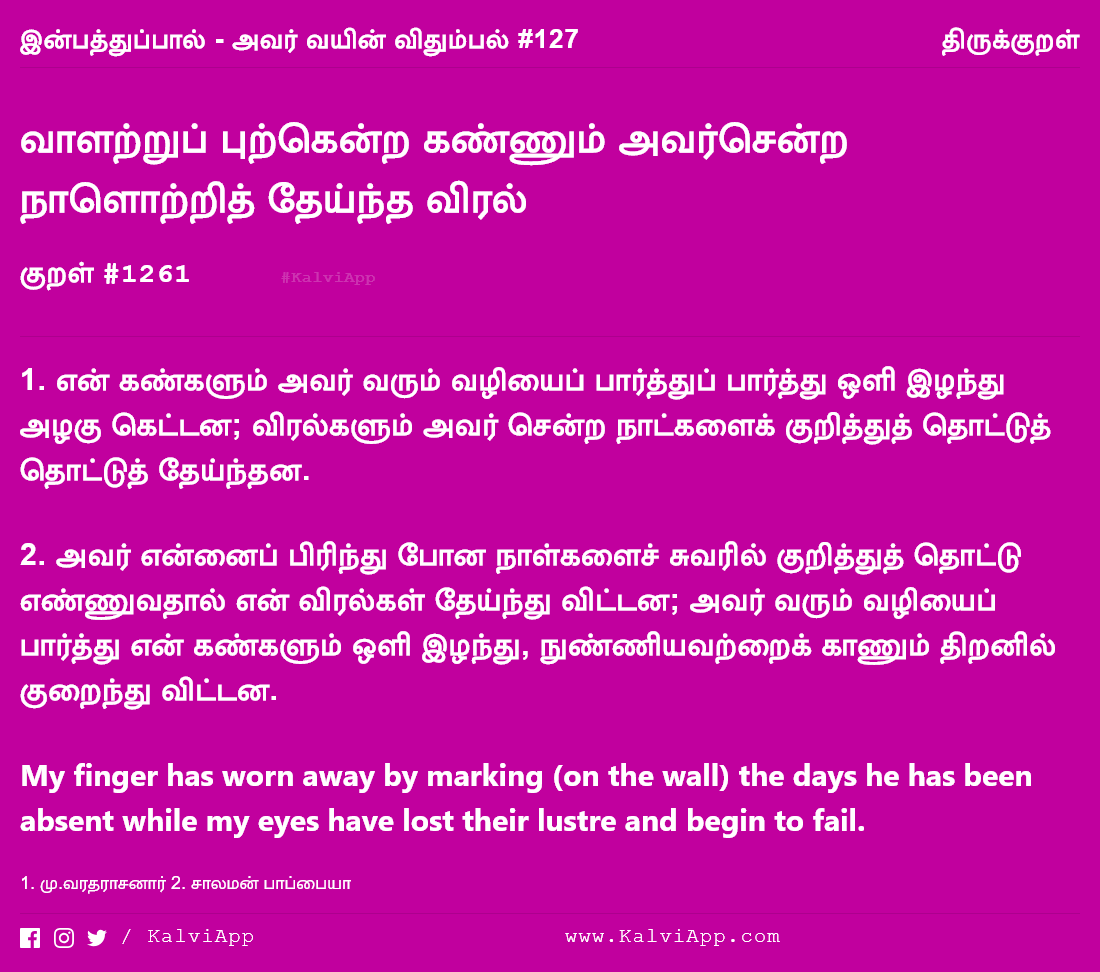 இன்பத்துப்பால் - அவர் வயின் விதும்பல் #127 திருக்குறள்
வாளற்றுப் புற்கென்ற கண்ணும் அவர்சென்ற
நாளொற்றித் தேய்ந்த விரல்
குறள் #1261 #KalviApp
1. என் கண்களும் அவர் வரும் வழியைப் பார்த்துப் பார்த்து ஒளி இழந்து
அழகு கெட்டன; விரல்களும் அவர் சென்ற நாட்களைக் குறித்துத் தொட்டுத்
தொட்டுத் தேய்ந்தன.
2. அவர் என்னைப் பிரிந்து போன நாள்களைச் சுவரில் குறித்துத் தொட்டு
எண்ணுவதால் என் விரல்கள் தேய்ந்து விட்டன; அவர் வரும் வழியைப்
பார்த்து என் கண்களும் ஒளி இழந்து, நுண்ணியவற்றைக் காணும் திறனில்
குறைந்து விட்டன.
My finger has worn away by marking (on the wall) the days he has been
absent while my eyes have lost their lustre and begin to fail.
1. மு.வரதராசனார் 2. சாலமன் பாப்பையா
/ KalviApp www.KalviApp.com